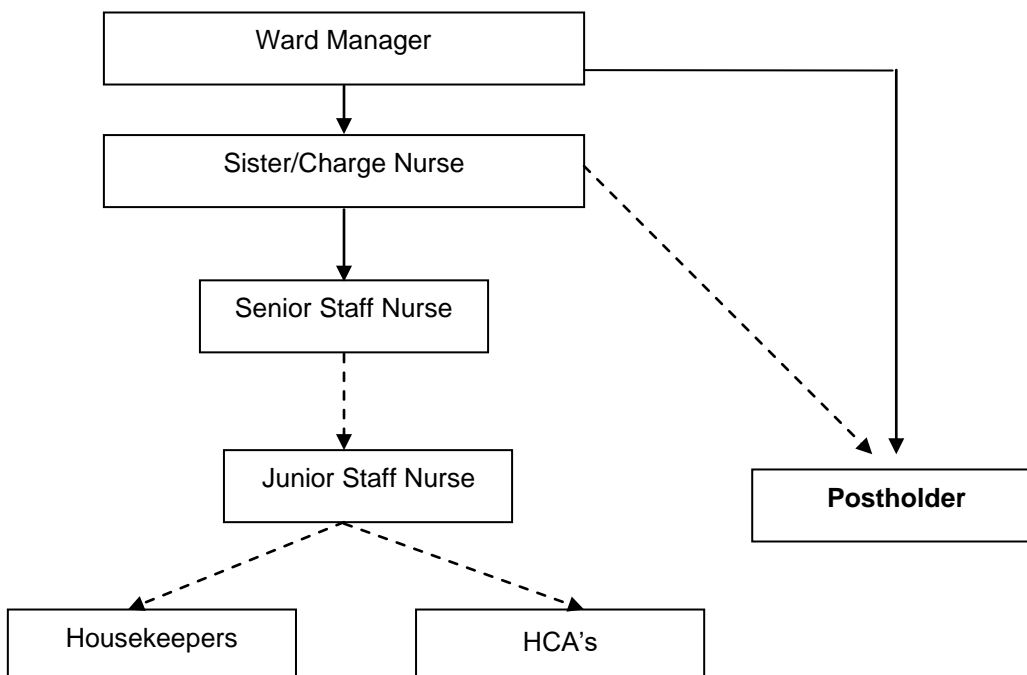 Ward Manager
Sister/Charge Nurse
Senior Staff Nurse
Junior Staff Nurse
Postholder
Housekeepers
HCA’s